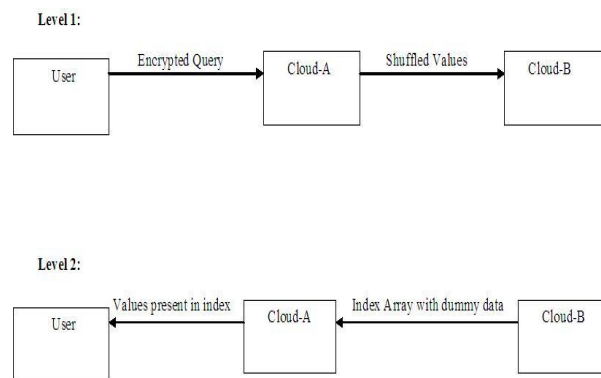 Level 1:
User
Encrypted Query
Cloud-A
Shuffled Values
Cloud-B
Level 2:
User
Values present in index
Cloud-A
Index Array with dummy data
Cloud-B